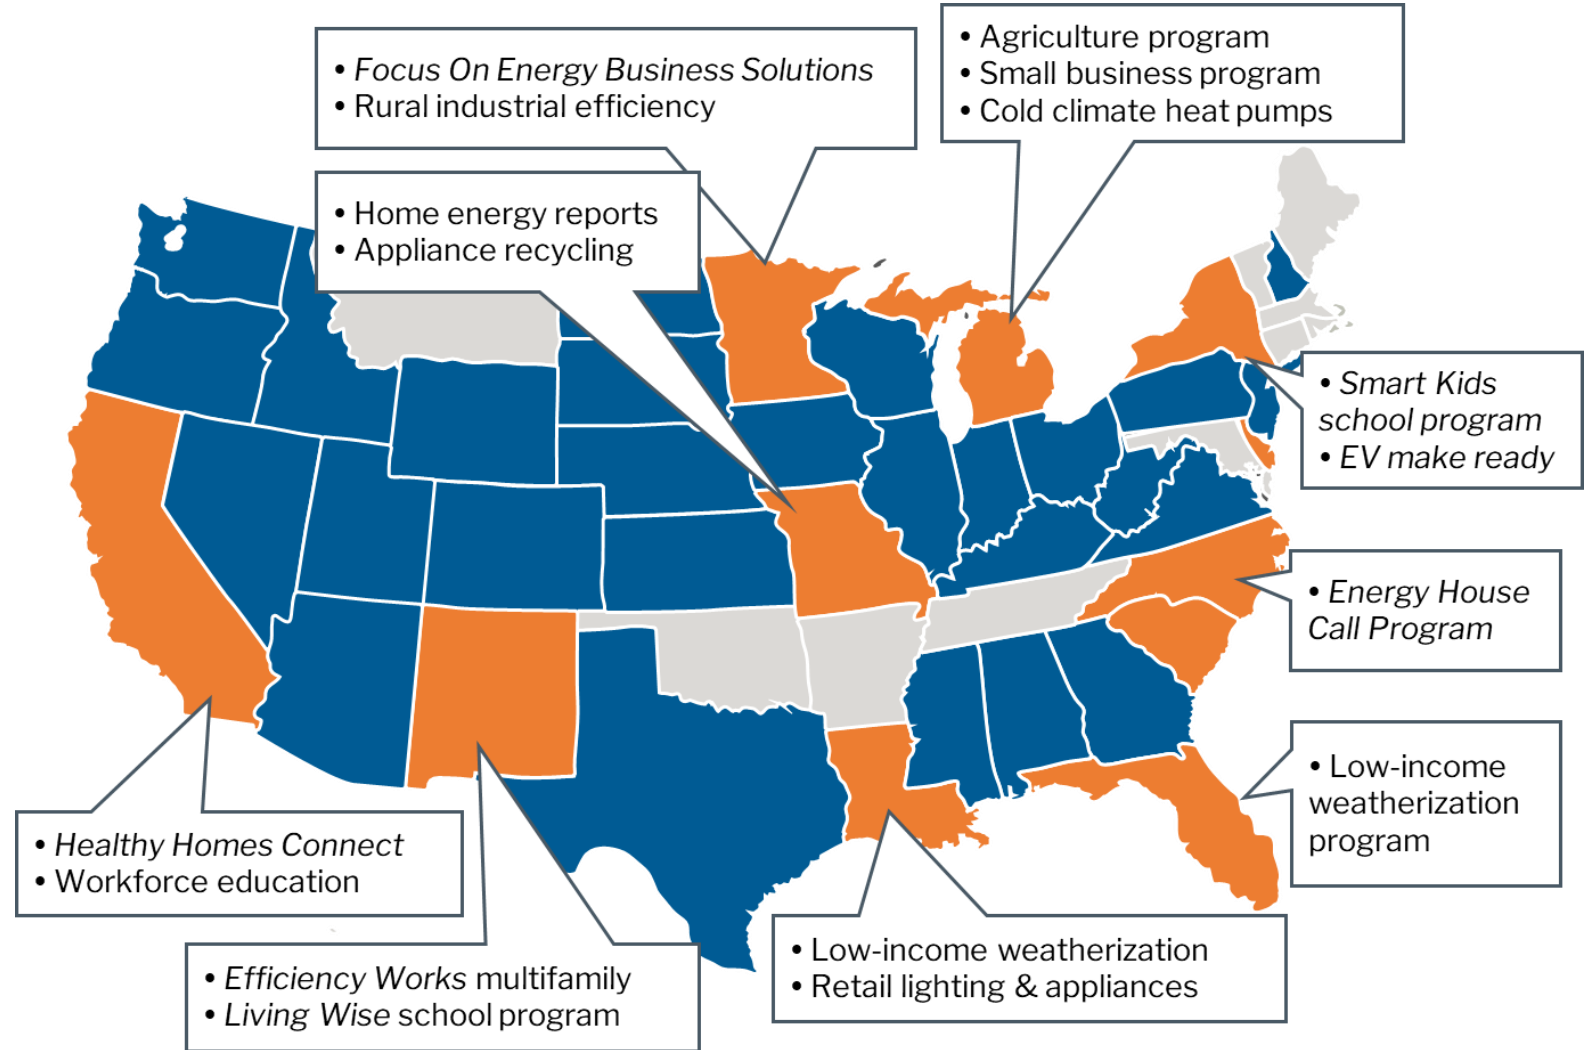 • Focus On Energy Business Solutions
• Rural industrial efficiency
• Agriculture program
• Small business program
• Cold climate heat pumps
• Home energy reports
• Appliance recycling
• Smart Kids
school program
• EV make ready
• Energy House
Call Program
• Low-income
weatherization
program
• Healthy Homes Connect
• Workforce education
• Low-income weatherization
• Retail lighting & appliances
• Efficiency Works multifamily
• Living Wise school program